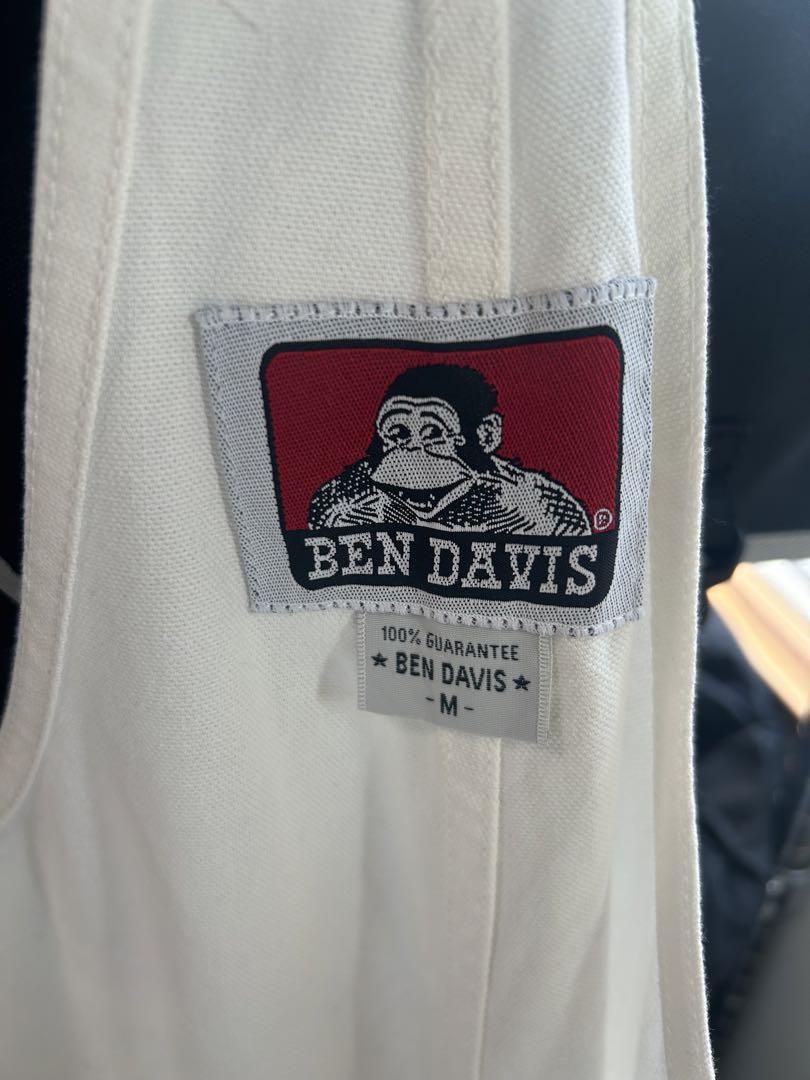 ®
BEN DAVIS
100% GUARANTEE
★ BEN DAVIS ★
- M -